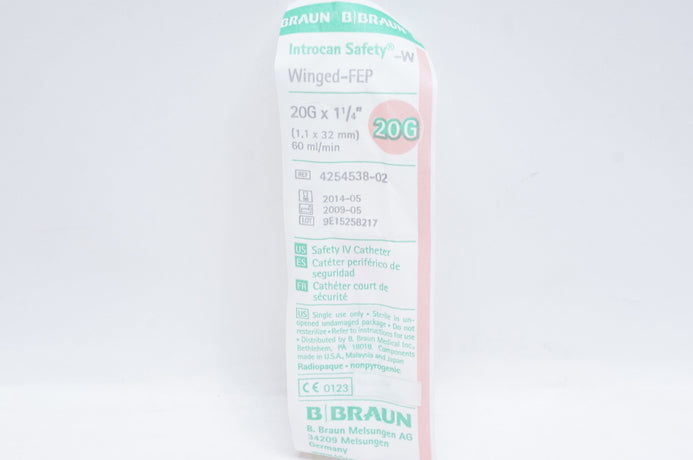 BRAUN B|BRAUN
Introcan Safety® -W
Winged-FEP
20G x 1¼"
20G
(1.1 x 32 mm)
60 ml/min
REF 4254538-02
2014-05
2009-05
LOT 9E15258217
US Safety IV Catheter
ES Catéter periférico de
seguridad
FR Cathéter court de
sécurité
US Single use only • Sterile in un-
opened undamaged package • Do not
resterilize • Refer to instructions for use
• Distributed by B. Braun Medical Inc.,
Bethlehem, PA 18018. Components
made in U.S.A., Malaysia and Japan
Radiopaque - nonpyrogenic
CE 0123
B|BRAUN
B. Braun Melsungen AG
34209 Melsungen
Germany